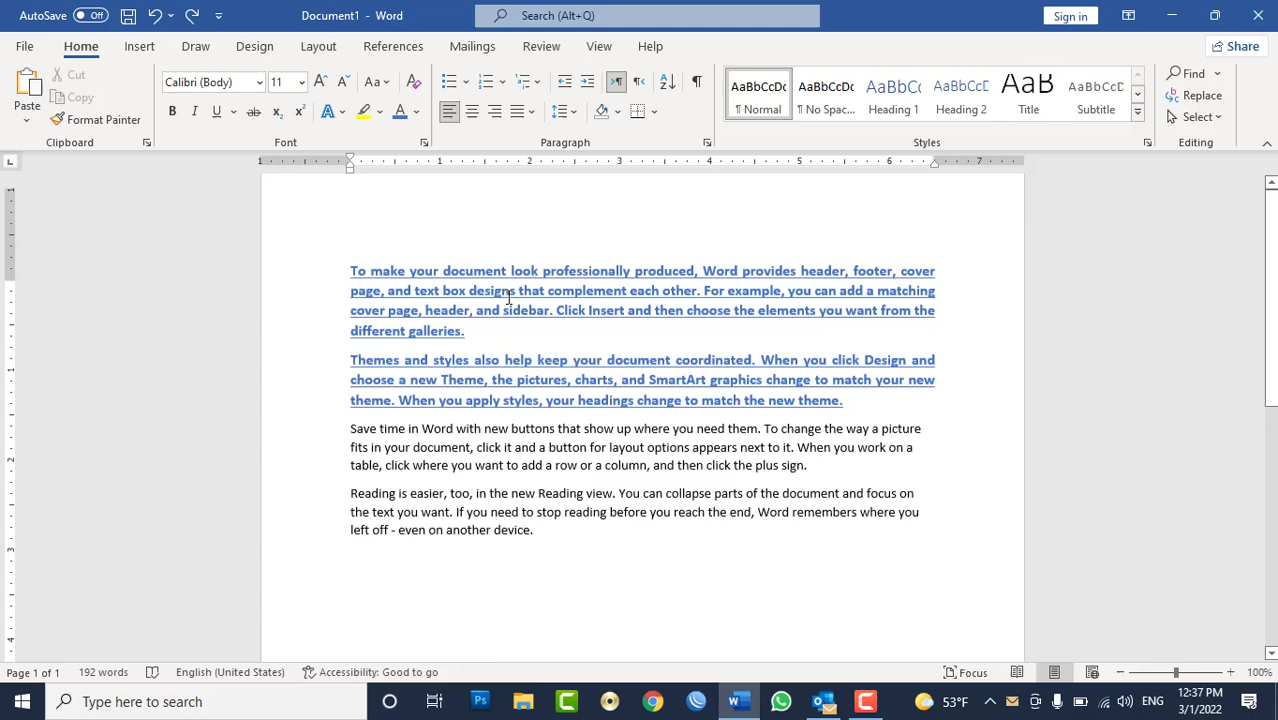 AutoSave Off Document1 - Word Search (Alt+Q) Sign in
File Home Insert Draw Design Layout References Mailings Review View Help Share
Paste Cut Copy Format Painter
Calibri (Body) 11
AaBbCcDc AaBbCcDc AaBbCc AaBbCcD AaB AaBbCcD
¶ Normal ¶ No Spac... Heading 1 Heading 2 Title Subtitle
Find Replace Select
Clipboard Font Paragraph Styles Editing
1 1 2 3 4 5 6 7
To make your document look professionally produced, Word provides header, footer, cover
page, and text box designs that complement each other. For example, you can add a matching
cover page, header, and sidebar. Click Insert and then choose the elements you want from the
different galleries.
Themes and styles also help keep your document coordinated. When you click Design and
choose a new Theme, the pictures, charts, and SmartArt graphics change to match your new
theme. When you apply styles, your headings change to match the new theme.
Save time in Word with new buttons that show up where you need them. To change the way a picture
fits in your document, click it and a button for layout options appears next to it. When you work on a
table, click where you want to add a row or a column, and then click the plus sign.
Reading is easier, too, in the new Reading view. You can collapse parts of the document and focus on
the text you want. If you need to stop reading before you reach the end, Word remembers where you
left off - even on another device.
Page 1 of 1 192 words English (United States) Accessibility: Good to go Focus 100%
Type here to search 53°F ENG 12:37 PM
3/1/2022